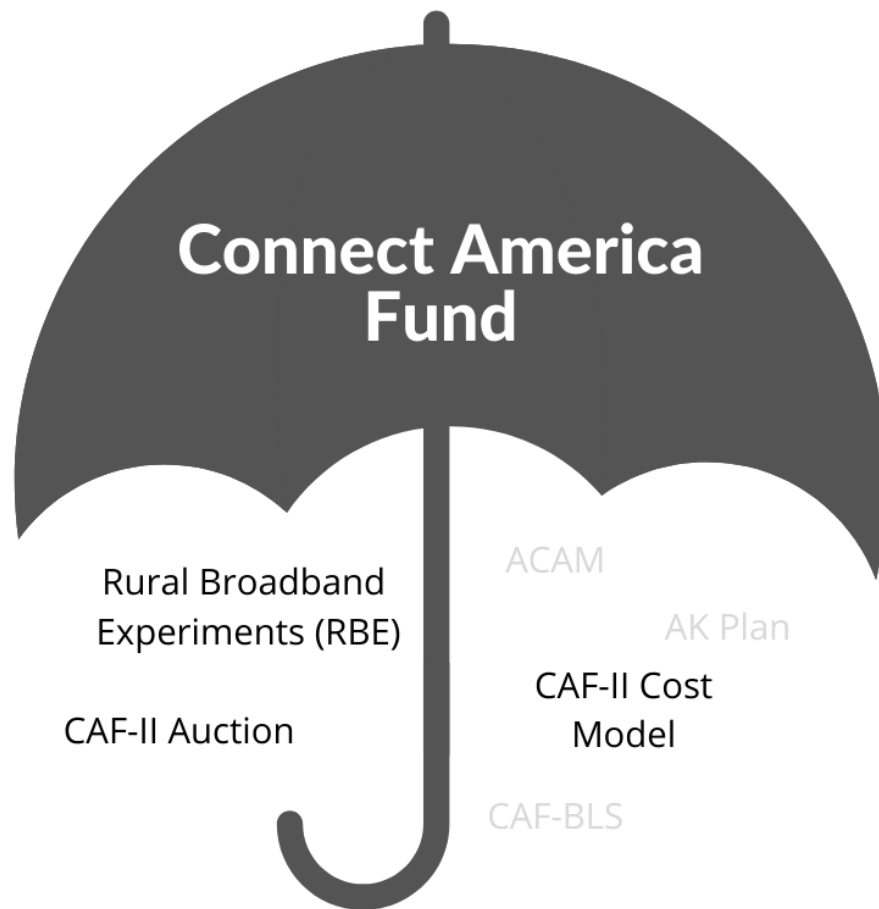 Connect America
Fund
Rural Broadband
Experiments (RBE)
CAF-II Auction
ACAM
AK Plan
CAF-II Cost
Model
CAF-BLS